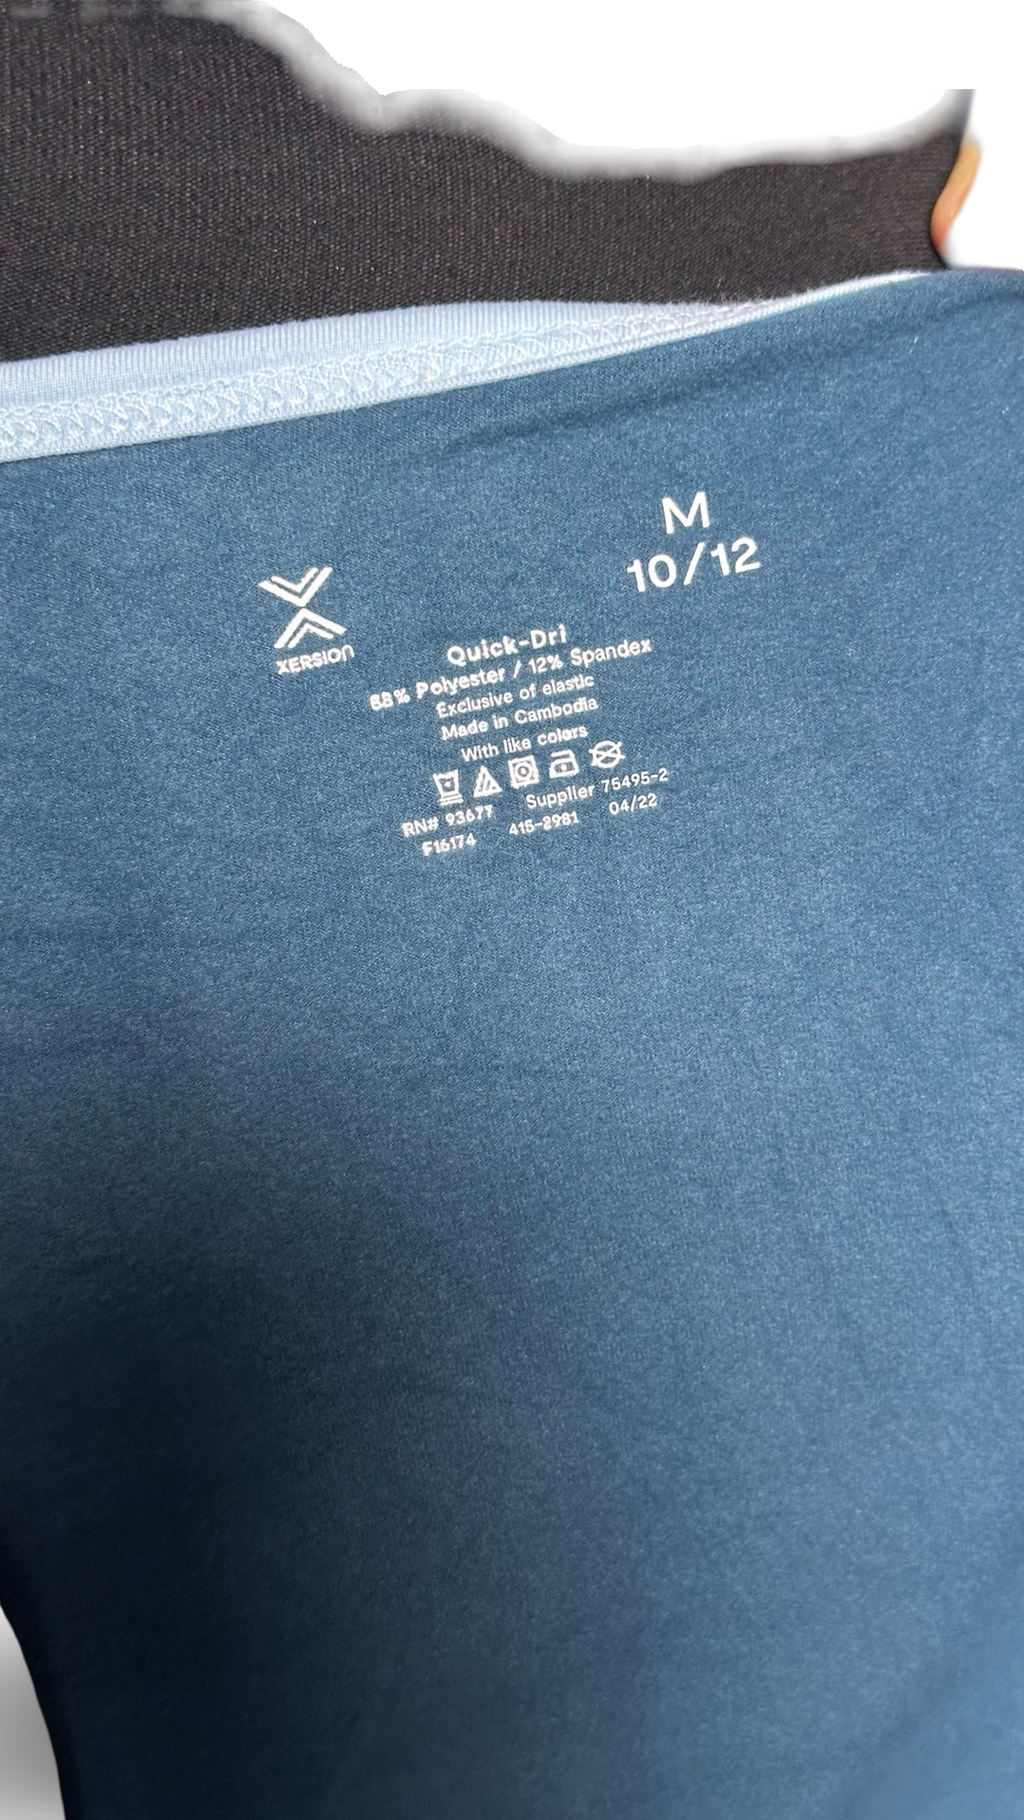 M
10/12
XERSION
Quick-Dri
88% Polyester / 12% Spandex
Exclusive of elastic
Made in Cambodia
With like colors
RN# 93677 Supplier 75495-2
F16174 415-2981 04/22